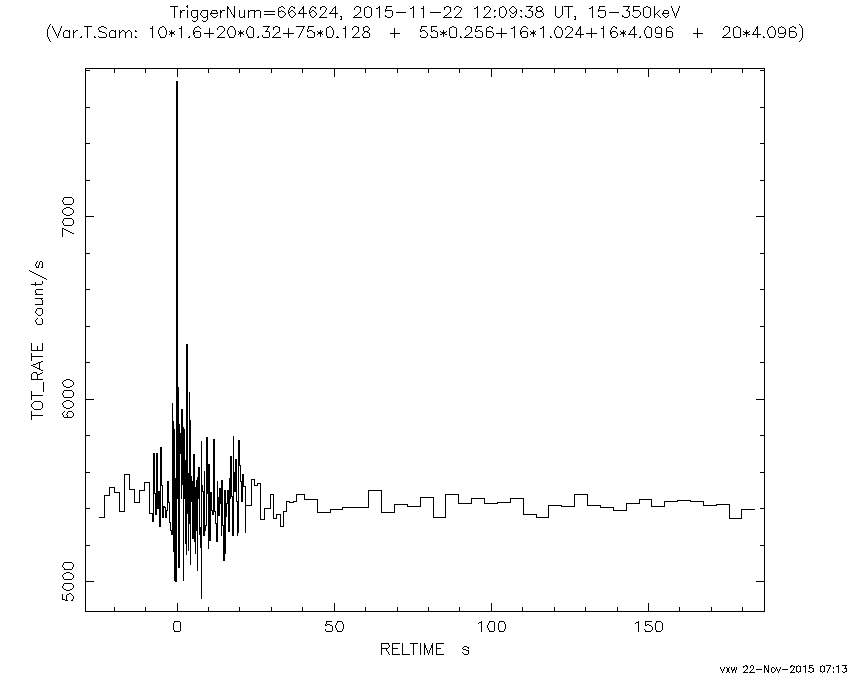 TriggerNum=664624, 2015-11-22 12:09:38 UT, 15-350keV
(Var.T.Sam: 10*1.6+20*0.32+75*0.128 + 55*0.256+16*1.024+16*4.096 + 20*4.096)
7000
6000
5000
TOT_RATE count/s
0 50 100 150
RELTIME s
vxw 22-Nov-2015 07:13